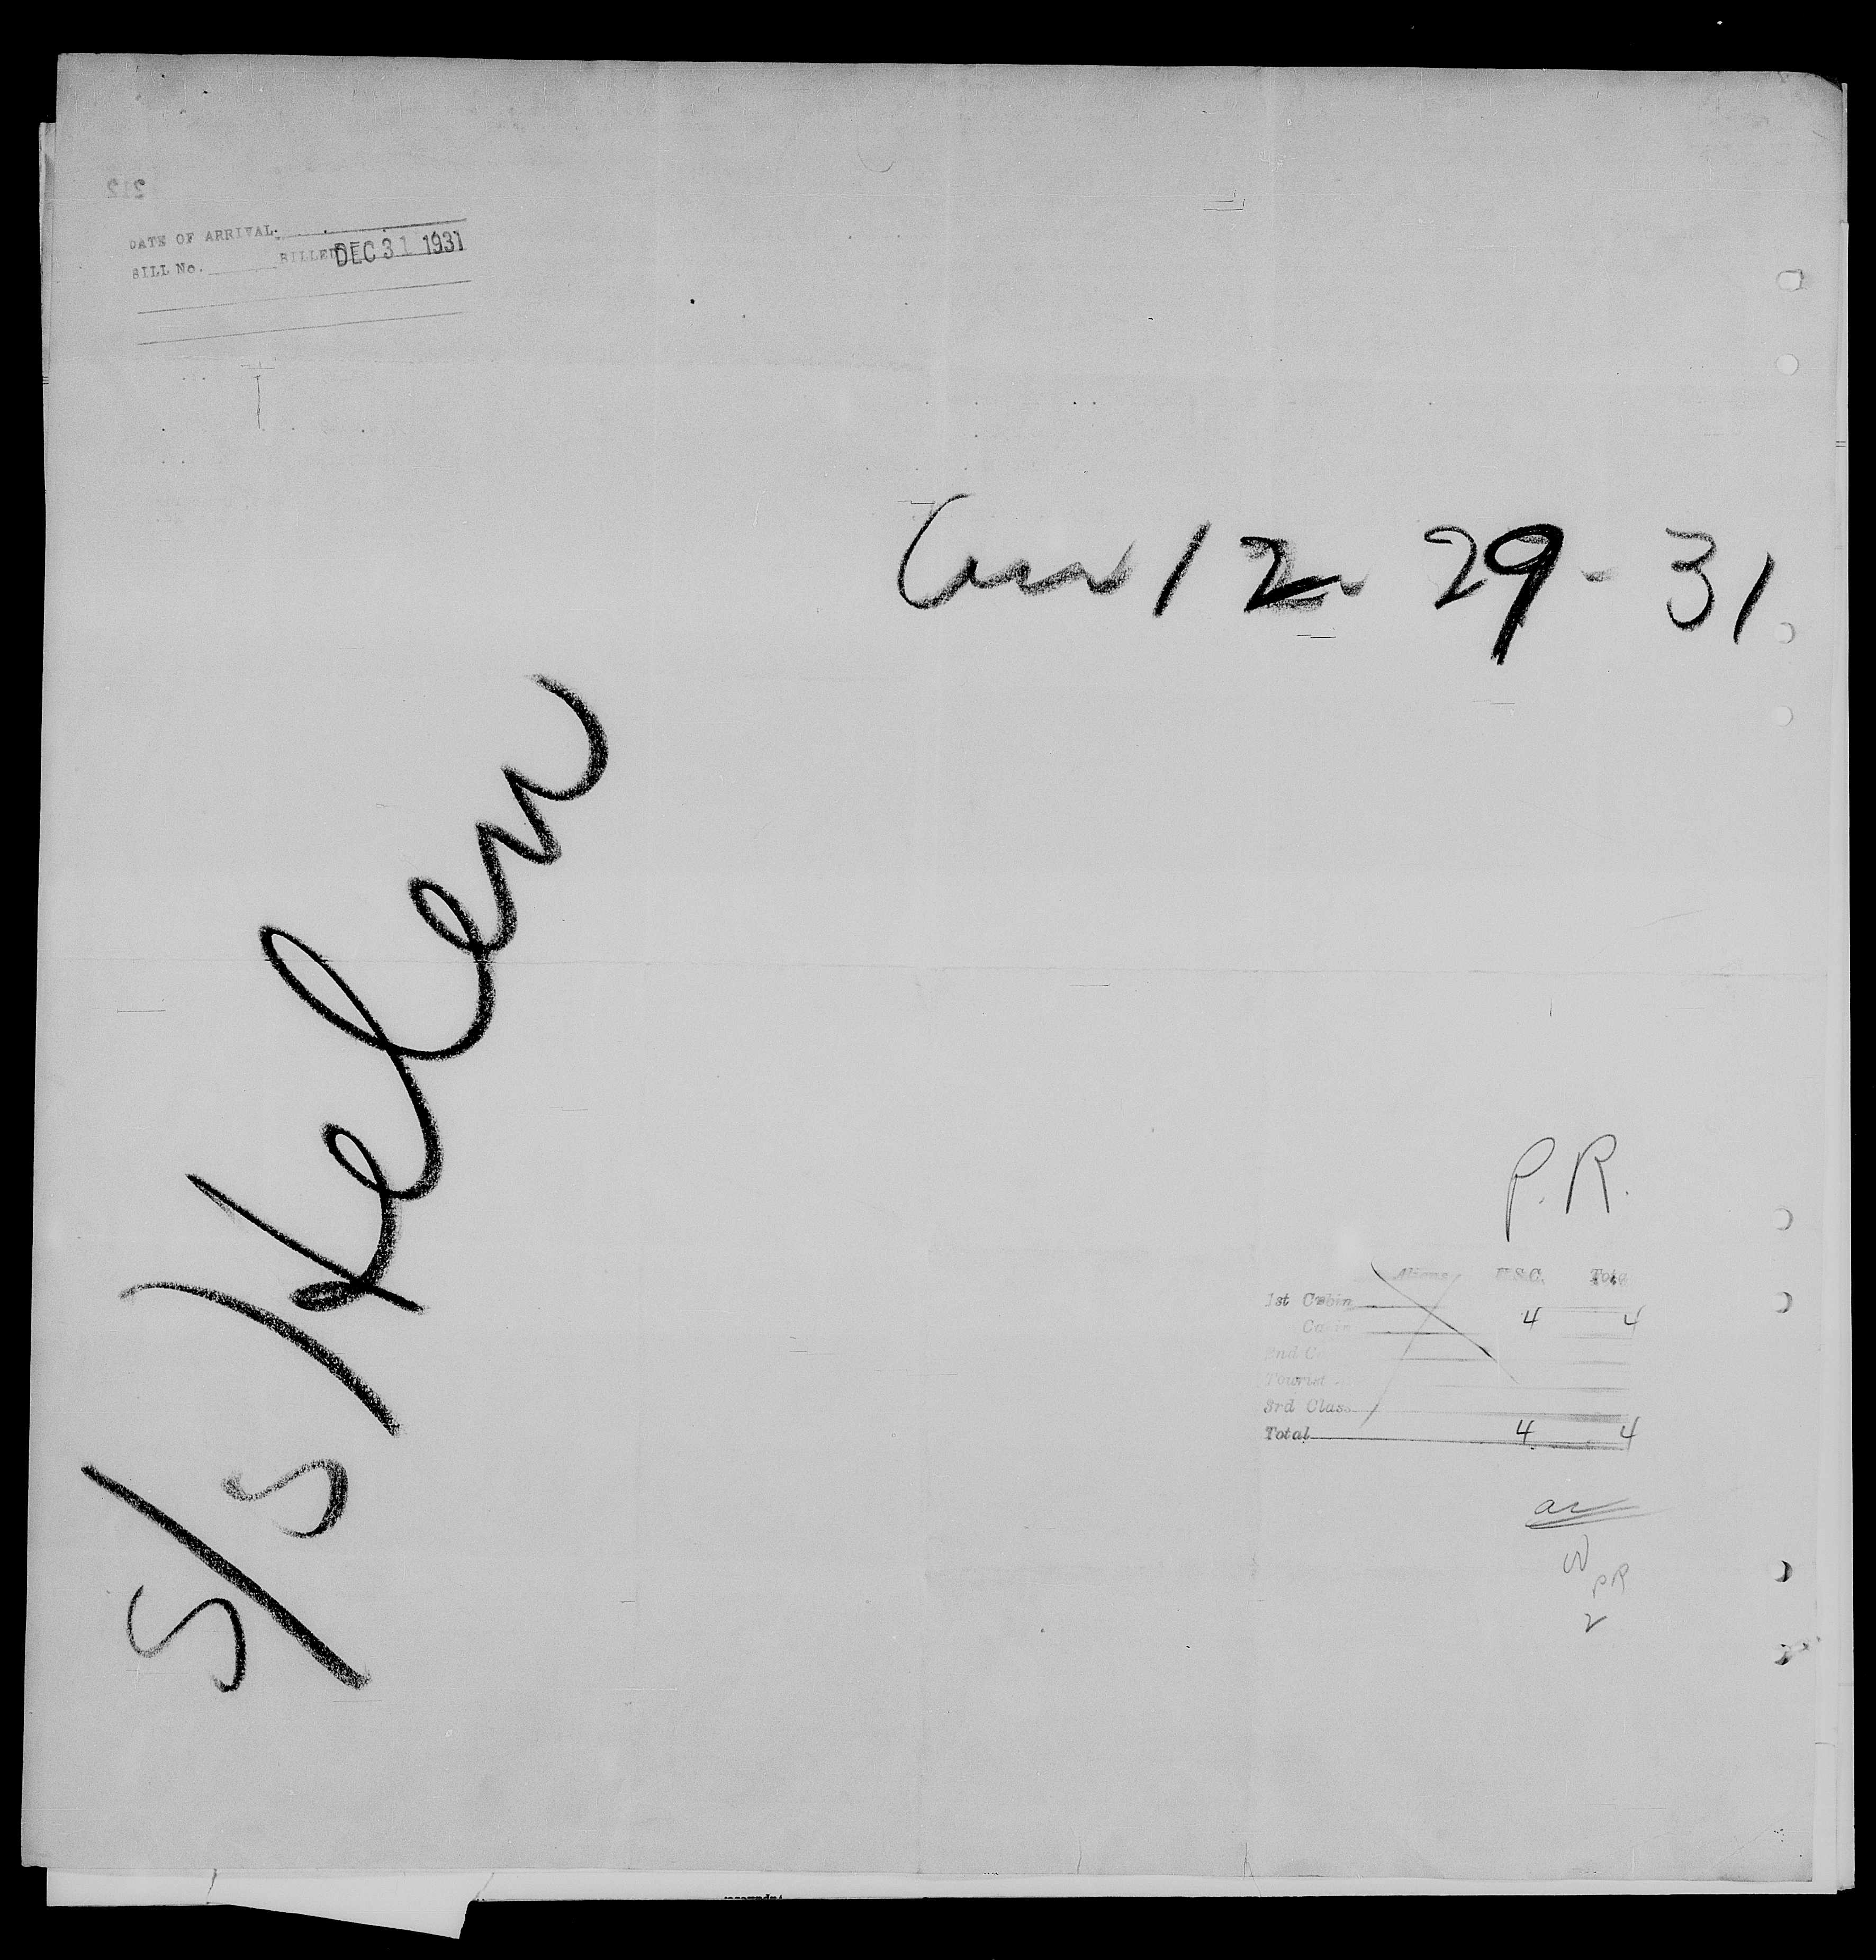 212
DATE OF ARRIVAL
BILL No. BILLED DEC 31 1931
Arr 12 - 29 - 31
S/S Helen
P.R.
Aliens U.S.C. Total
1st Cabin 4 4
Cabin
2nd C
Tourist
3rd Class
Total 4 4
W
PR
2